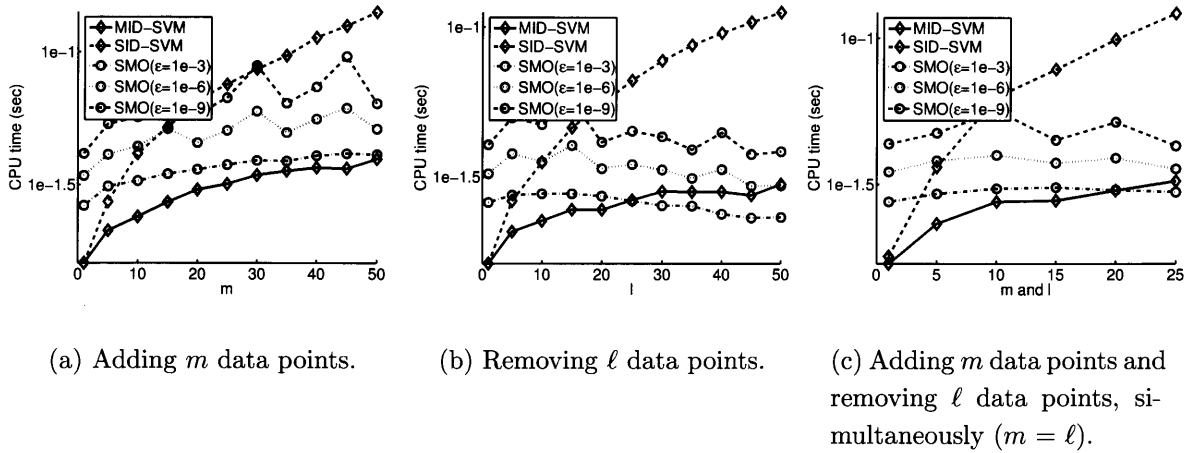 MID-SVM
SID-SVM
SMO(ε=1e-3)
SMO(ε=1e-6)
SMO(ε=1e-9)
1e-1
1e-1.5
CPU time (sec)
0 10 20 30 40 50
m
MID-SVM
SID-SVM
SMO(ε=1e-3)
SMO(ε=1e-6)
SMO(ε=1e-9)
1e-1
1e-1.5
CPU time (sec)
0 10 20 30 40 50
l
MID-SVM
SID-SVM
SMO(ε=1e-3)
SMO(ε=1e-6)
SMO(ε=1e-9)
1e-1
1e-1.5
CPU time (sec)
0 5 10 15 20 25
m and l
(a) Adding m data points.
(b) Removing ℓ data points.
(c) Adding m data points and
removing ℓ data points, si-
multaneously (m = ℓ).